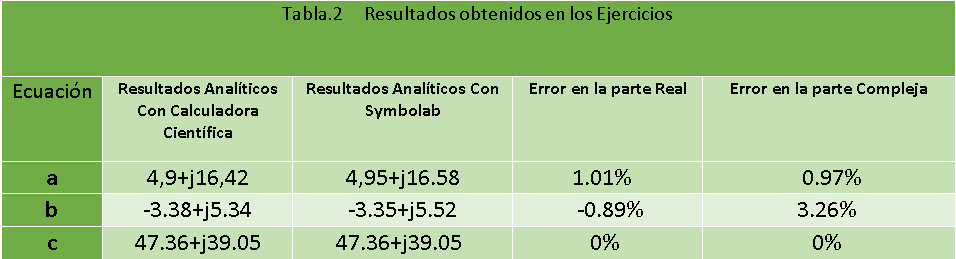 Tabla.2 Resultados obtenidos en los Ejercicios
Ecuación Resultados Analíticos Con Calculadora Científica Resultados Analíticos Con Symbolab Error en la parte Real Error en la parte Compleja
a 4,9+j16,42 4,95+j16.58 1.01% 0.97%
b -3.38+j5.34 -3.35+j5.52 -0.89% 3.26%
c 47.36+j39.05 47.36+j39.05 0% 0%